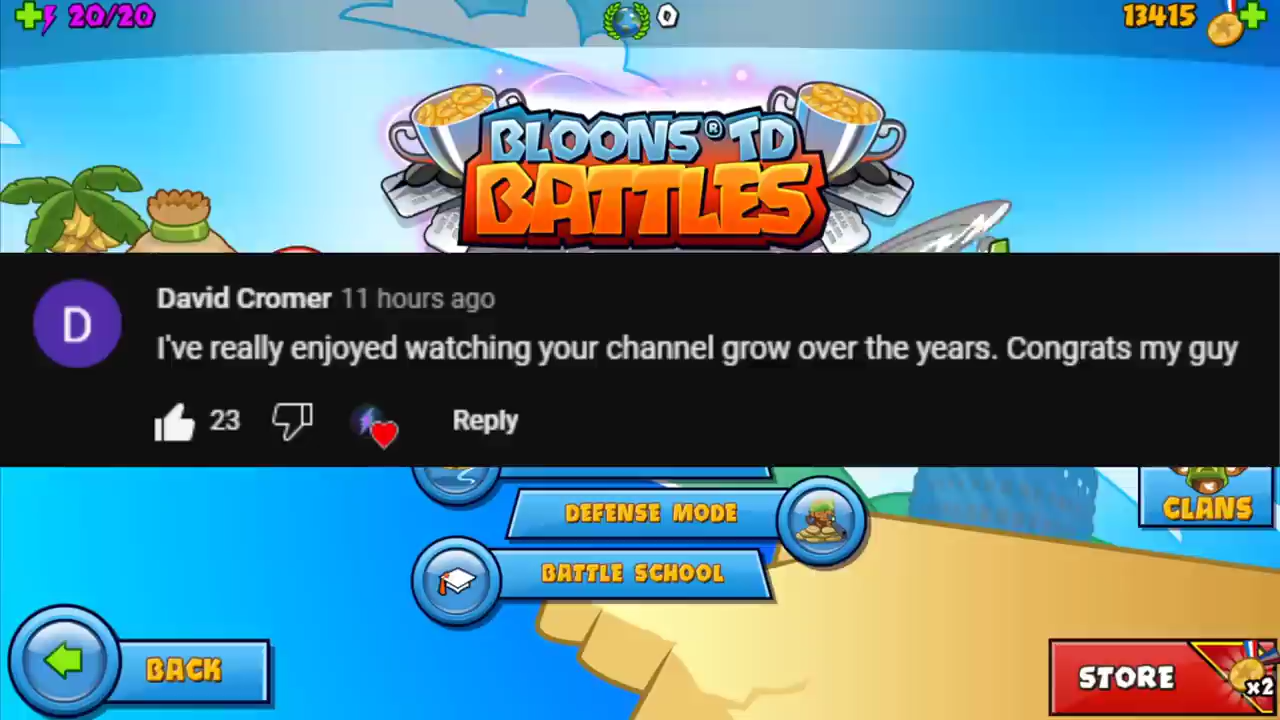 20/20
0
13415
BLOONS® TD
BATTLES
D
David Cromer 11 hours ago
I've really enjoyed watching your channel grow over the years. Congrats my guy
23
Reply
DEFENSE MODE
CLANS
BATTLE SCHOOL
BACK
STORE
x2